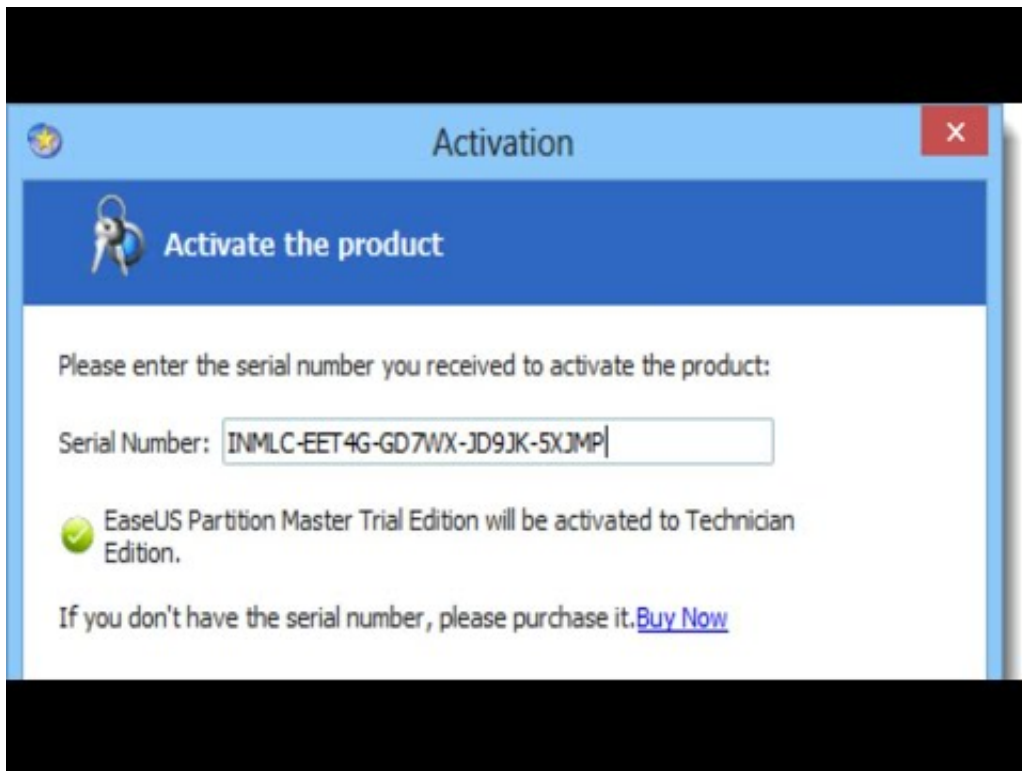 Activation
Activate the product
Please enter the serial number you received to activate the product:
Serial Number: INMLC-EET4G-GD7WX-JD9JK-5XJMP
EaseUS Partition Master Trial Edition will be activated to Technician
Edition.
If you don't have the serial number, please purchase it.Buy Now